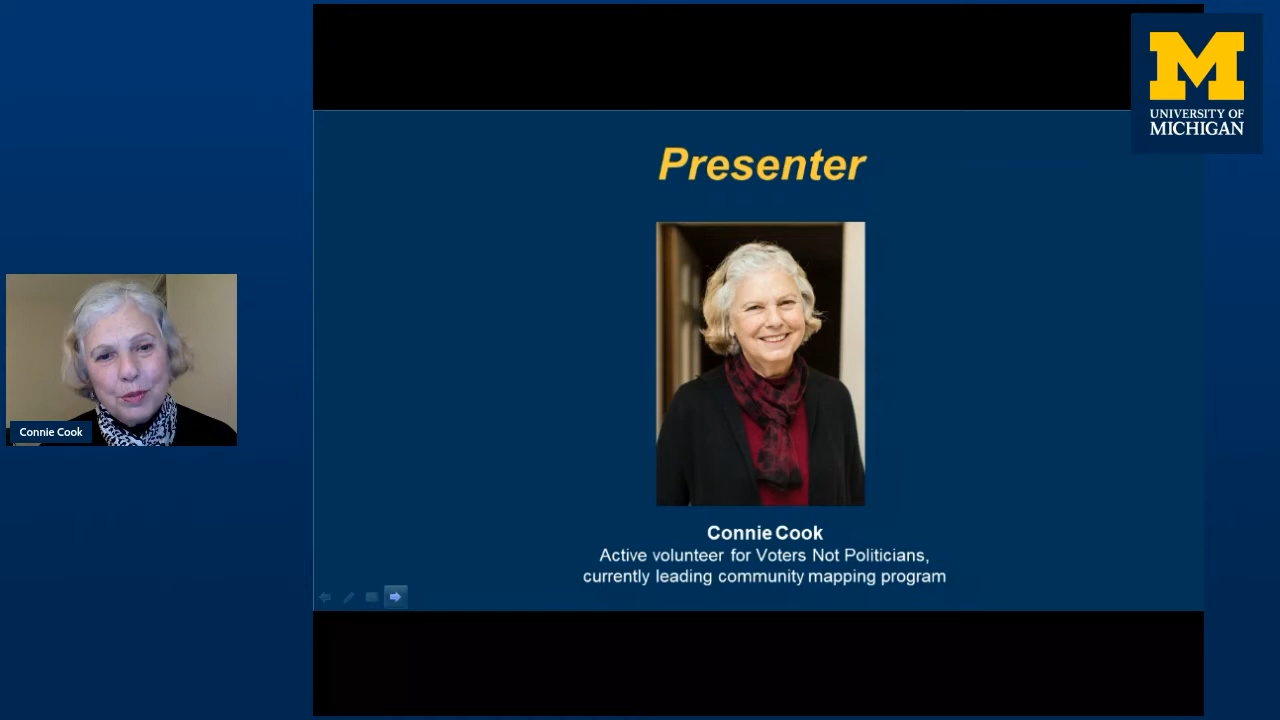 M
UNIVERSITY OF
MICHIGAN
Presenter
Connie Cook
Connie Cook
Active volunteer for Voters Not Politicians,
currently leading community mapping program